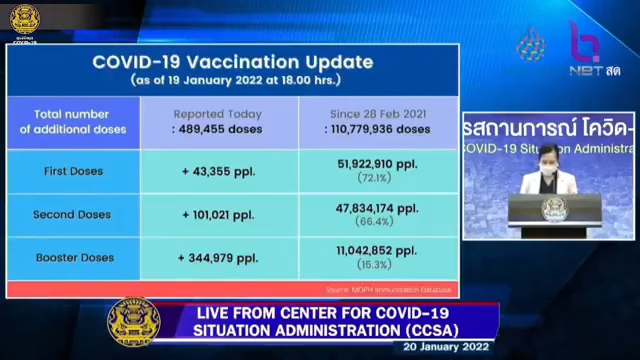 COVID-19 Vaccination Update
(as of 19 January 2022 at 18.00 hrs.)
Total number
of additional doses
Reported Today
: 489,455 doses
Since 28 Feb 2021
: 110,779,936 doses
First Doses
+ 43,355 ppl.
51,922,910 ppl.
(72.1%)
Second Doses
+ 101,021 ppl.
47,834,174 ppl.
(66.4%)
Booster Doses
+ 344,979 ppl.
11,042,852 ppl.
(15.3%)
Source: MOPH Immunization Database
NBT สด
รสถานการณ์ โควิด-
COVID-19 Situation Administra
LIVE FROM CENTER FOR COVID-19
SITUATION ADMINISTRATION (CCSA)
20 January 2022